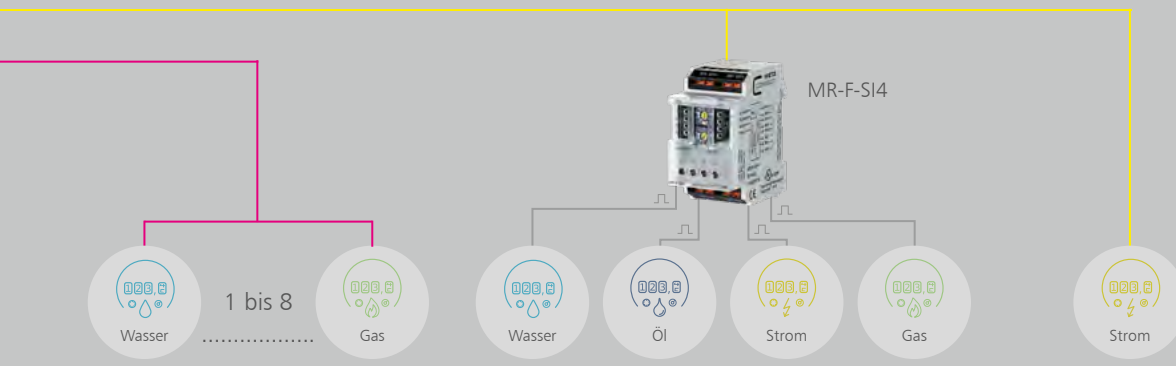 MR-F-SI4
1 bis 8
Wasser
..................
Gas
Wasser
Öl
Strom
Gas
Strom